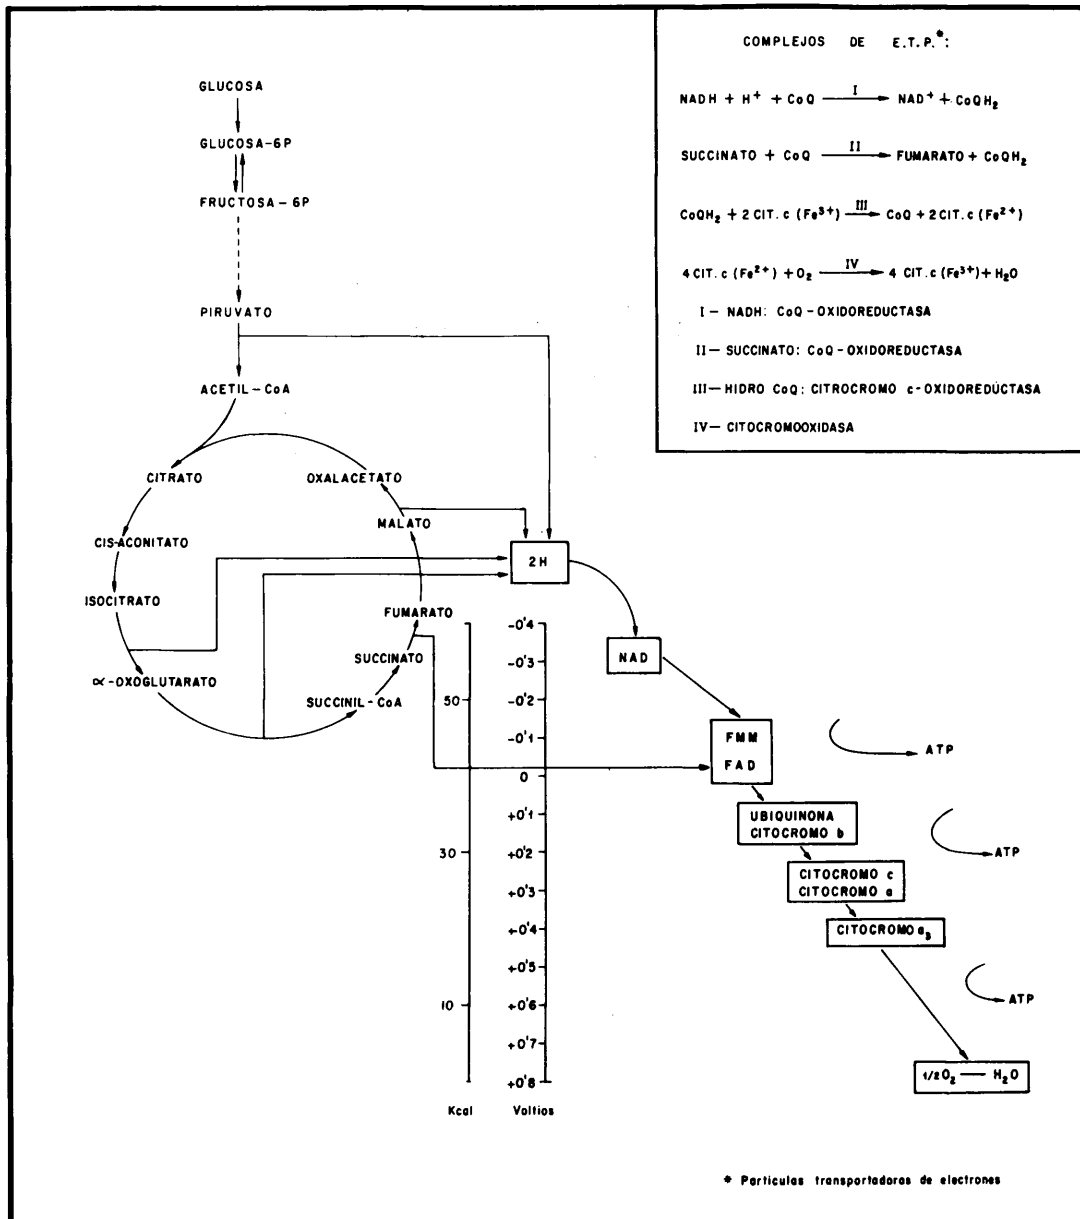 COMPLEJOS DE E.T.P.*:
NADH + H⁺ + CoQ —I→ NAD⁺ + CoQH₂
SUCCINATO + CoQ —II→ FUMARATO + CoQH₂
CoQH₂ + 2 CIT. c (Fe³⁺) —III→ CoQ + 2 CIT. c (Fe²⁺)
4 CIT. c (Fe²⁺) + O₂ —IV→ 4 CIT. c (Fe³⁺) + H₂O
I — NADH: CoQ - OXIDOREDUCTASA
II — SUCCINATO: CoQ - OXIDOREDUCTASA
III — HIDRO CoQ: CITROCROMO c - OXIDOREDÚCTASA
IV — CITOCROMOOXIDASA
GLUCOSA
GLUCOSA-6P
FRUCTOSA - 6P
PIRUVATO
ACETIL - CoA
CITRATO
OXALACETATO
MALATO
CIS-ACONITATO
2H
ISOCITRATO
FUMARATO
SUCCINATO
∝-OXOGLUTARATO
SUCCINIL - CoA
NAD
FMM
FAD
ATP
UBIQUINONA
CITOCROMO b
ATP
CITOCROMO c
CITOCROMO a
CITOCROMO a₃
ATP
1/2 O₂ — H₂O
50
30
10
Kcal
-0'4
-0'3
-0'2
-0'1
0
+0'1
+0'2
+0'3
+0'4
+0'5
+0'6
+0'7
+0'8
Voltios
* Particulas transportadoras de electrones